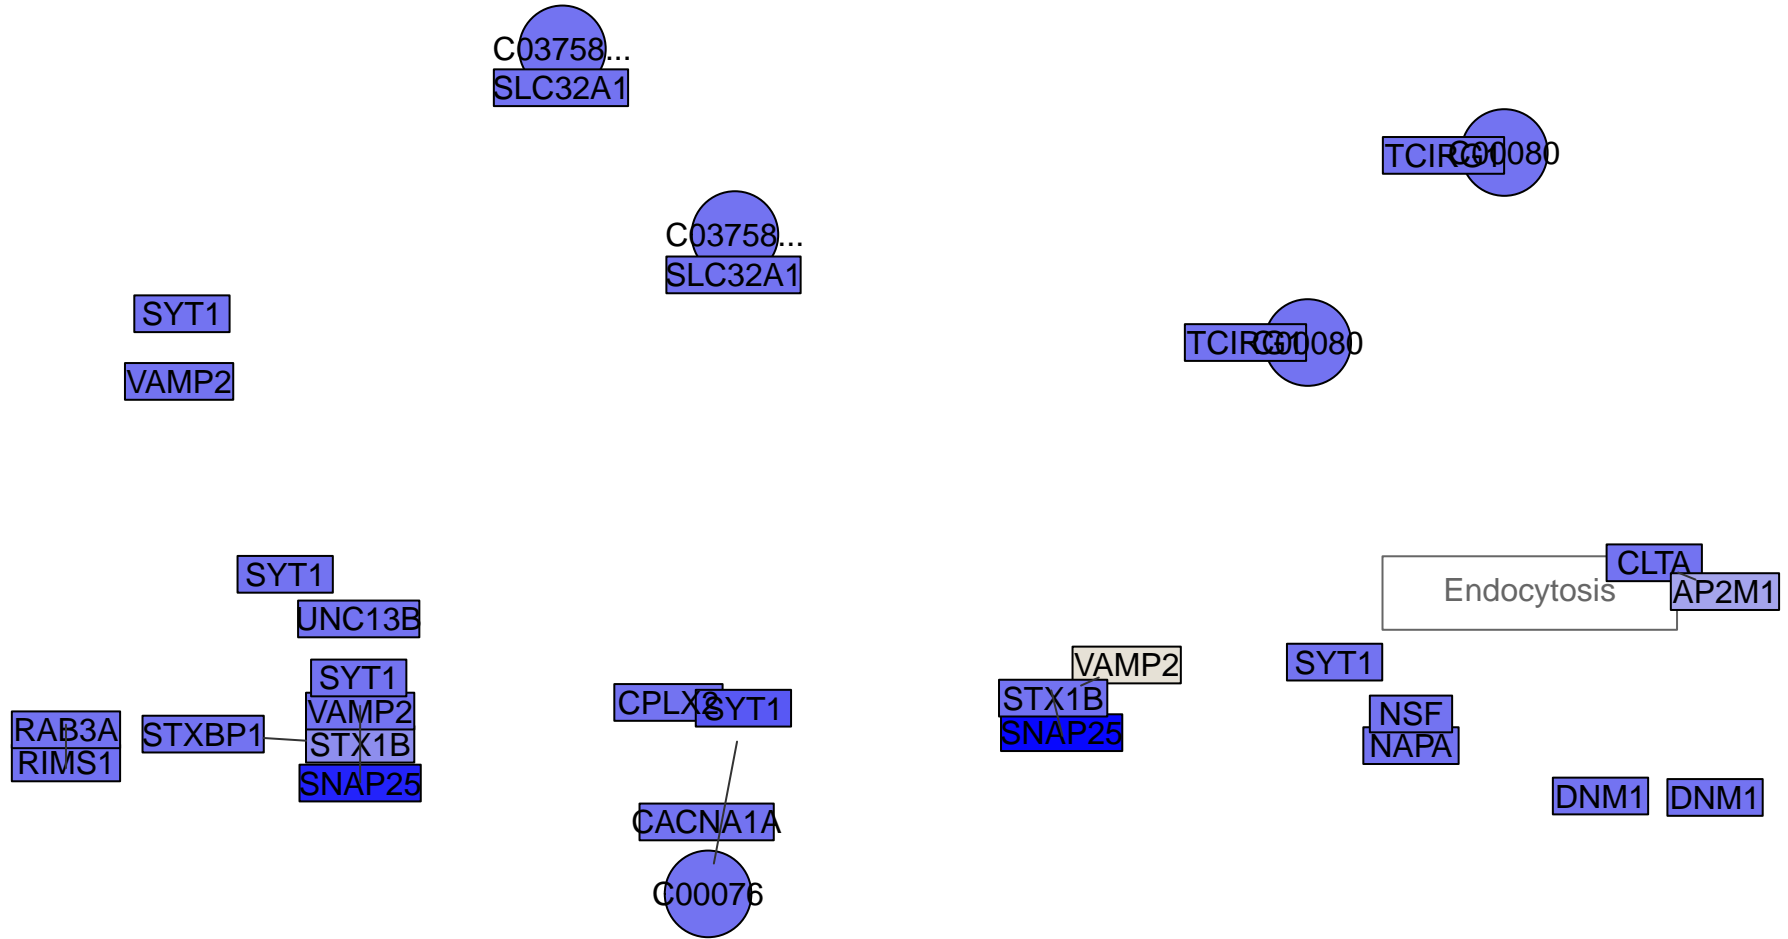 C03758...
SLC32A1
TCIRG1
C00080
C03758...
SLC32A1
SYT1
TCIRG1
C00080
VAMP2
SYT1
CLTA
Endocytosis
AP2M1
UNC13B
SYT1
VAMP2
SYT1
STX1B
CPLX2
SYT1
VAMP2
NSF
RAB3A
STXBP1
STX1B
SNAP25
NAPA
RIMS1
SNAP25
DNM1
DNM1
CACNA1A
C00076